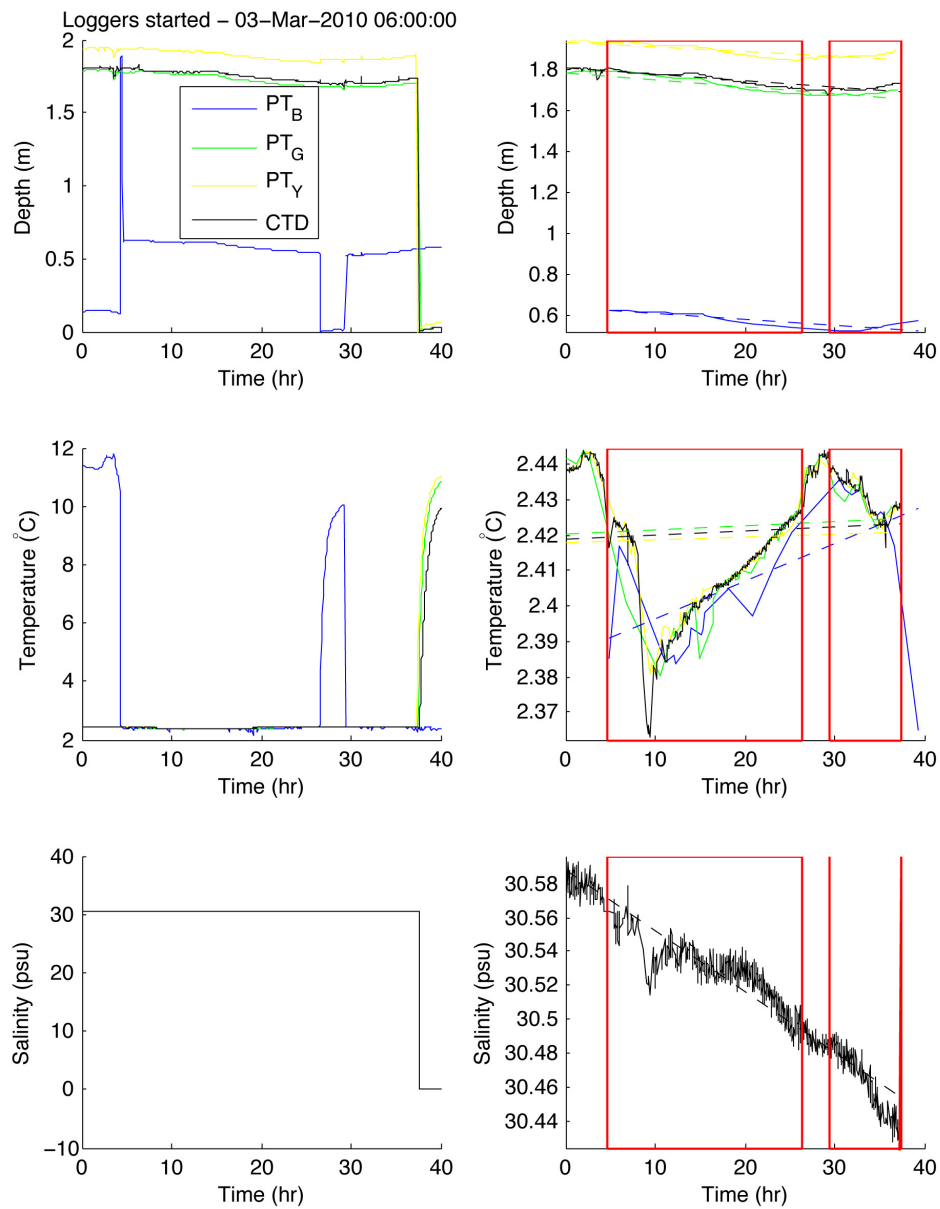 Loggers started – 03–Mar–2010 06:00:00
2
1.5
1
0.5
0
Depth (m)
PT_B
PT_G
PT_Y
CTD
0 10 20 30 40
Time (hr)
1.8
1.6
1.4
1.2
1
0.8
0.6
Depth (m)
0 10 20 30 40
Time (hr)
12
10
8
6
4
2
Temperature °C)
0 10 20 30 40
Time (hr)
2.44
2.43
2.42
2.41
2.4
2.39
2.38
2.37
Temperature °C)
0 10 20 30 40
Time (hr)
40
30
20
10
0
−10
Salinity (psu)
0 10 20 30 40
Time (hr)
30.58
30.56
30.54
30.52
30.5
30.48
30.46
30.44
Salinity (psu)
0 10 20 30 40
Time (hr)